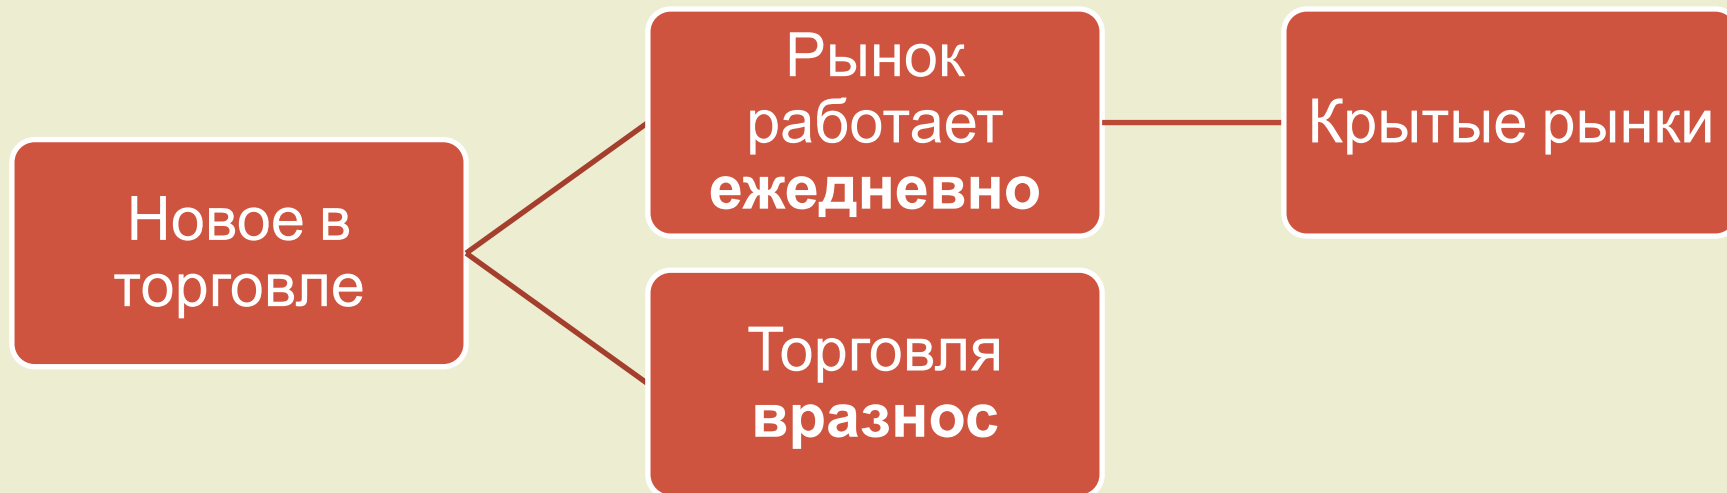 Новое в
торговле
Рынок
работает
ежедневно
Крытые рынки
Торговля
вразнос